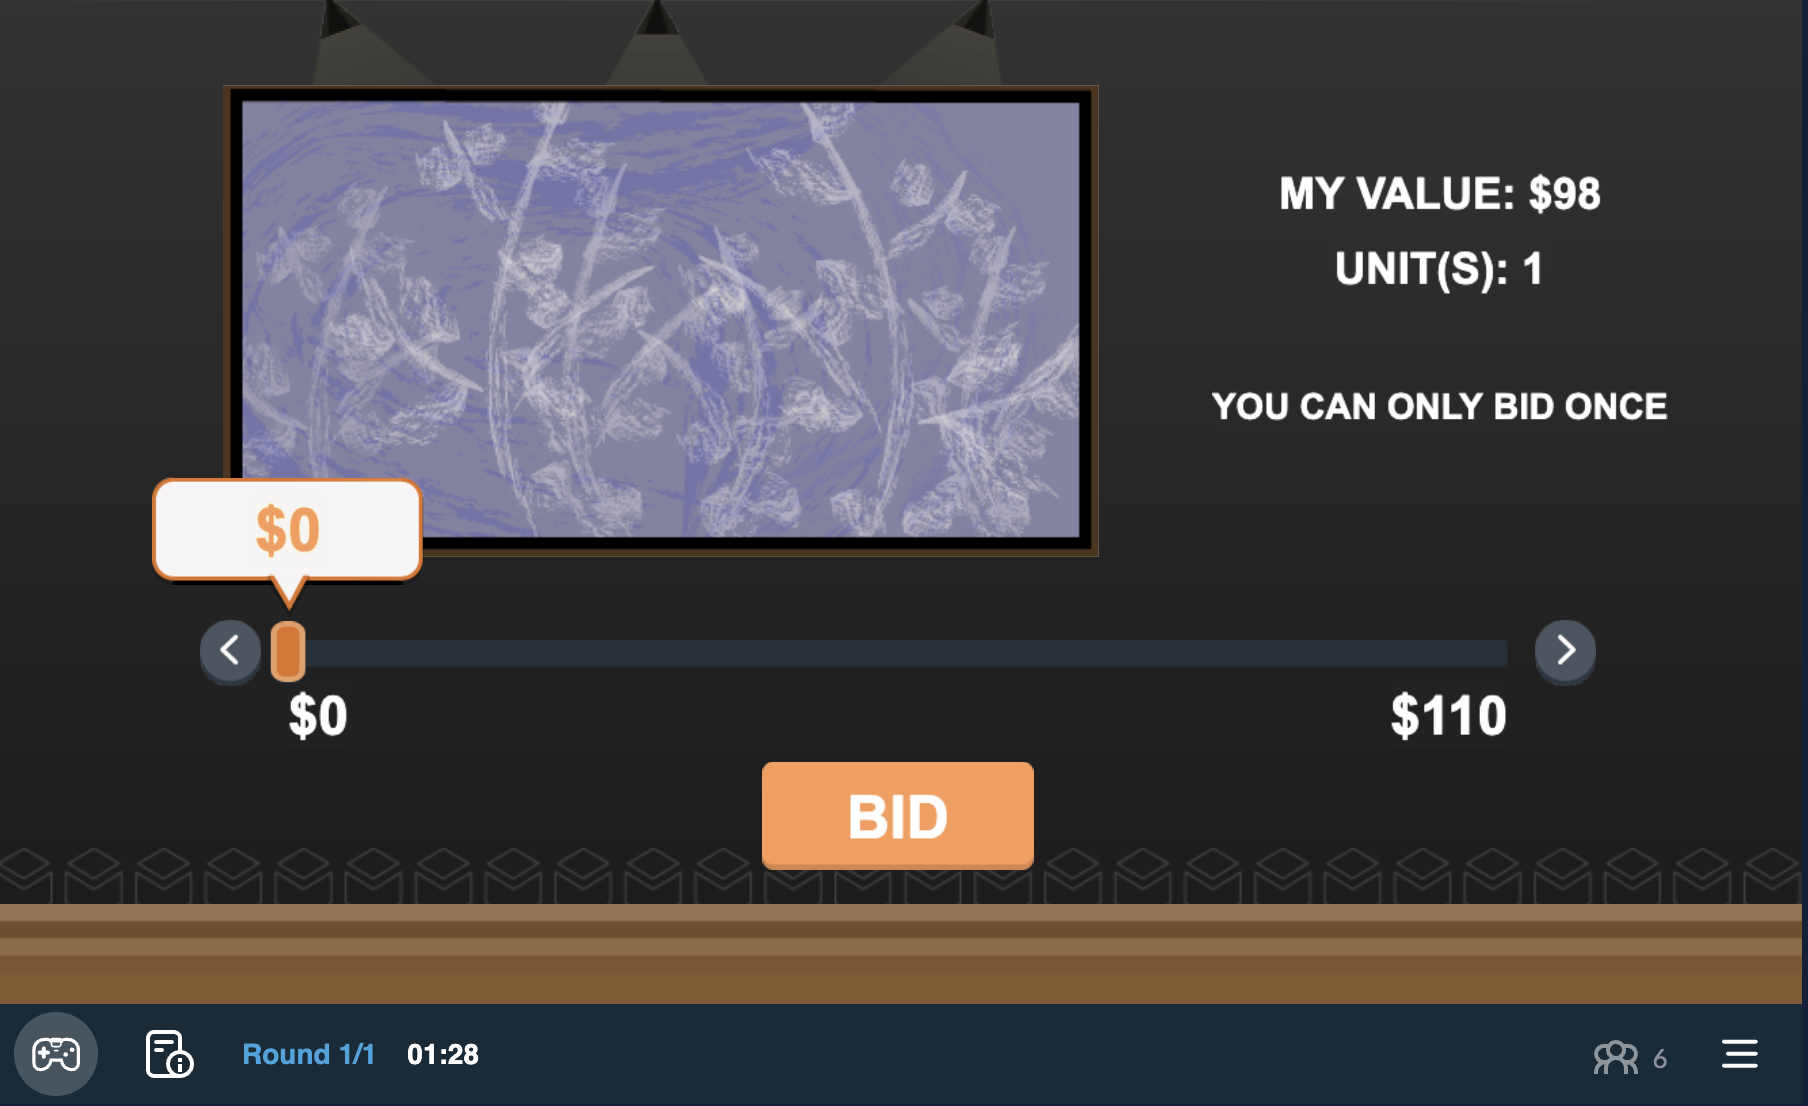 MY VALUE: $98
UNIT(S): 1
YOU CAN ONLY BID ONCE
$0
$0
$110
BID
Round 1/1 01:28
6